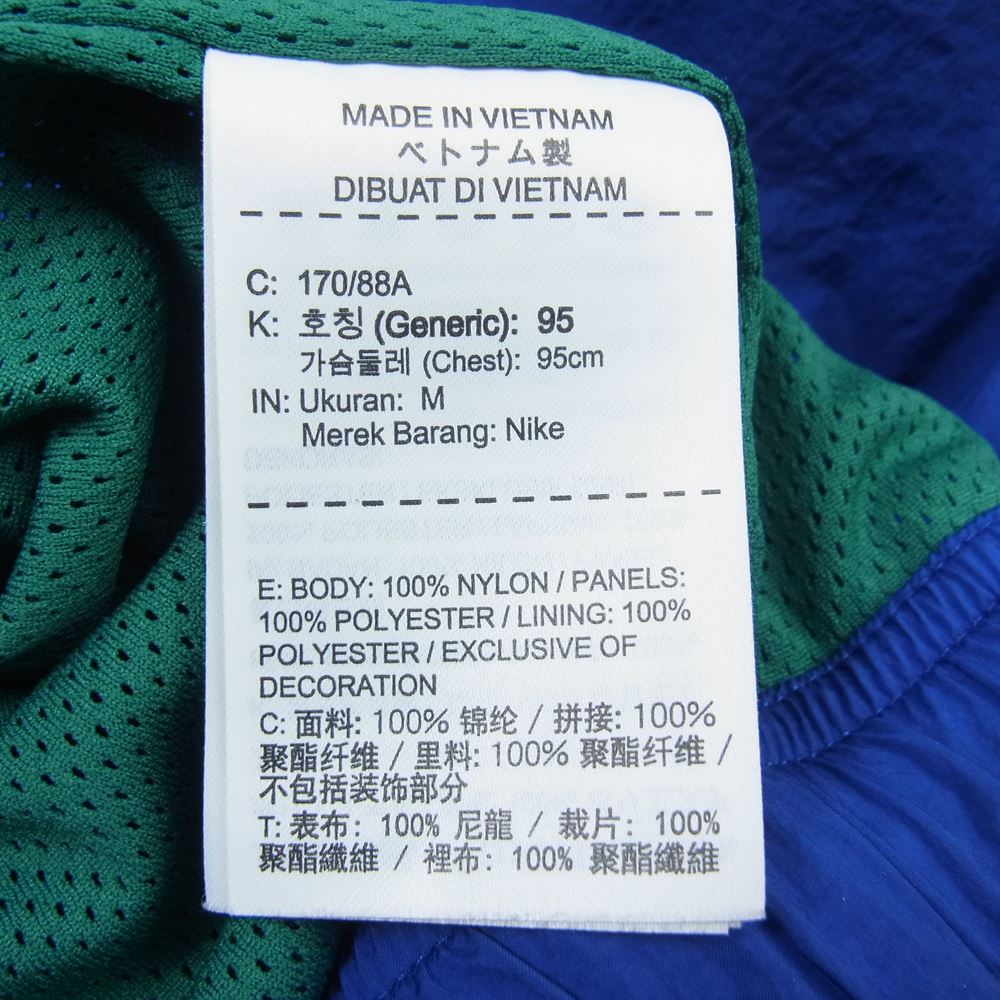 MADE IN VIETNAM
ベトナム製
DIBUAT DI VIETNAM
C: 170/88A
K: 호칭 (Generic): 95
가슴둘레 (Chest): 95cm
IN: Ukuran: M
Merek Barang: Nike
E: BODY: 100% NYLON / PANELS:
100% POLYESTER / LINING: 100%
POLYESTER / EXCLUSIVE OF
DECORATION
C: 面料: 100% 锦纶 / 拼接: 100%
聚酯纤维 / 里料: 100% 聚酯纤维 /
不包括装饰部分
T: 表布: 100% 尼龍 / 裁片: 100%
聚酯纖維 / 裡布: 100% 聚酯纖維